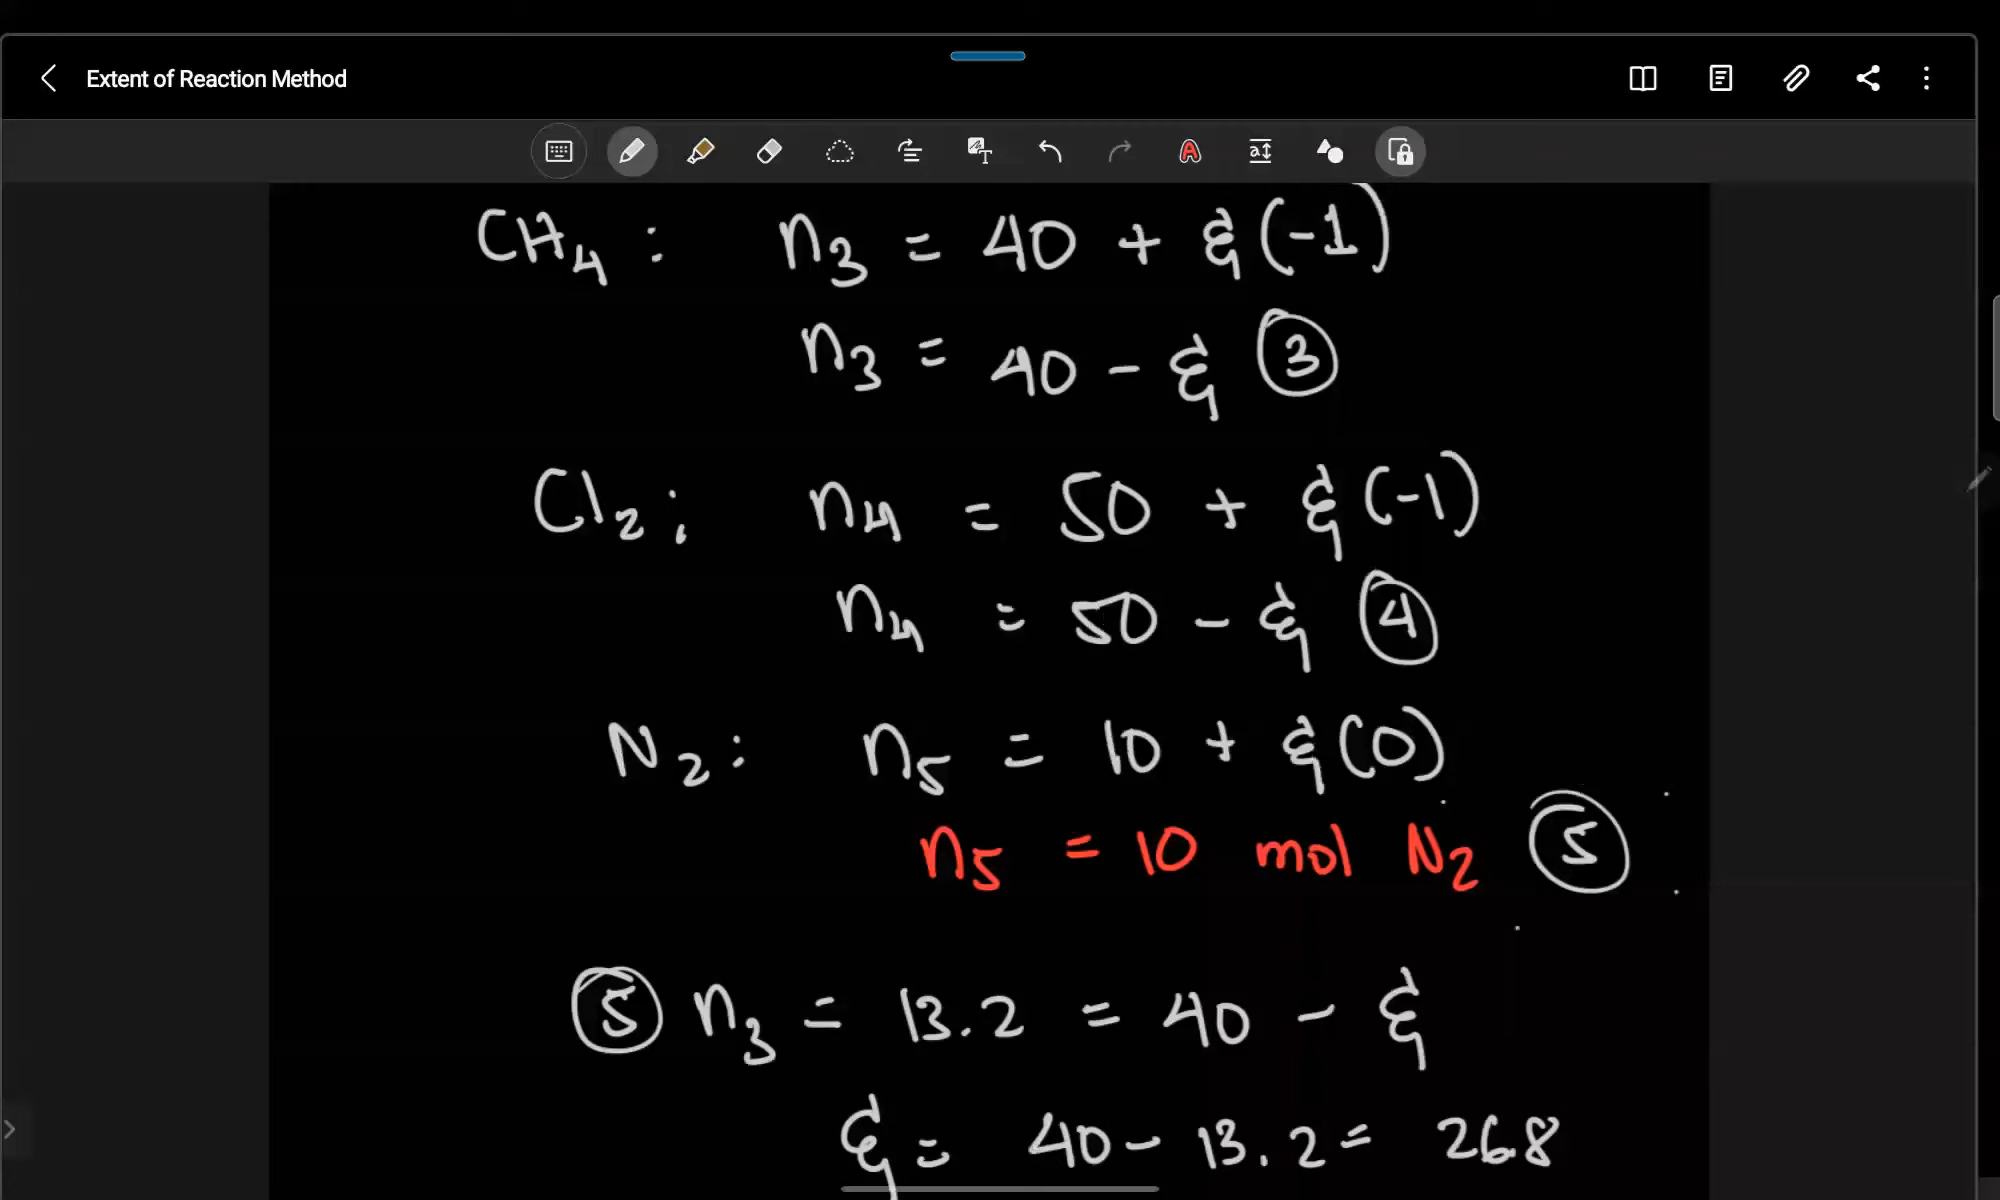 Extent of Reaction Method
CH₄ : n₃ = 40 + ξ(-1)
n₃ = 40 - ξ ③
Cl₂ : n₄ = 50 + ξ(-1)
n₄ = 50 - ξ ④
N₂ : n₅ = 10 + ξ(0)
n₅ = 10 mol N₂ ⑤
⑤ n₃ = 13.2 = 40 - ξ
ξ = 40 - 13.2 = 26.8